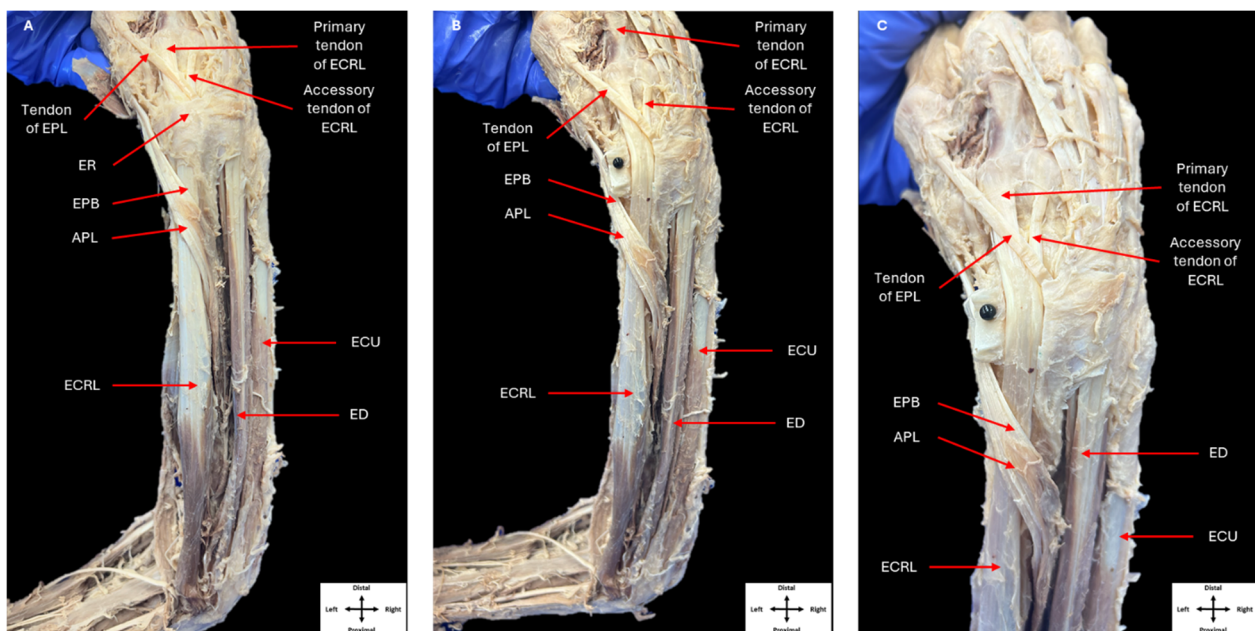 A
Primary
tendon
of ECRL
Accessory
tendon of
ECRL
Tendon
of EPL
ER
EPB
APL
ECU
ECRL
ED
Distal
Left
Right
Proximal
B
Primary
tendon
of ECRL
Accessory
tendon of
ECRL
Tendon
of EPL
EPB
APL
ECU
ECRL
ED
Distal
Left
Right
Proximal
C
Primary
tendon
of ECRL
Accessory
tendon of
ECRL
Tendon
of EPL
EPB
APL
ED
ECU
ECRL
Distal
Left
Right
Proximal